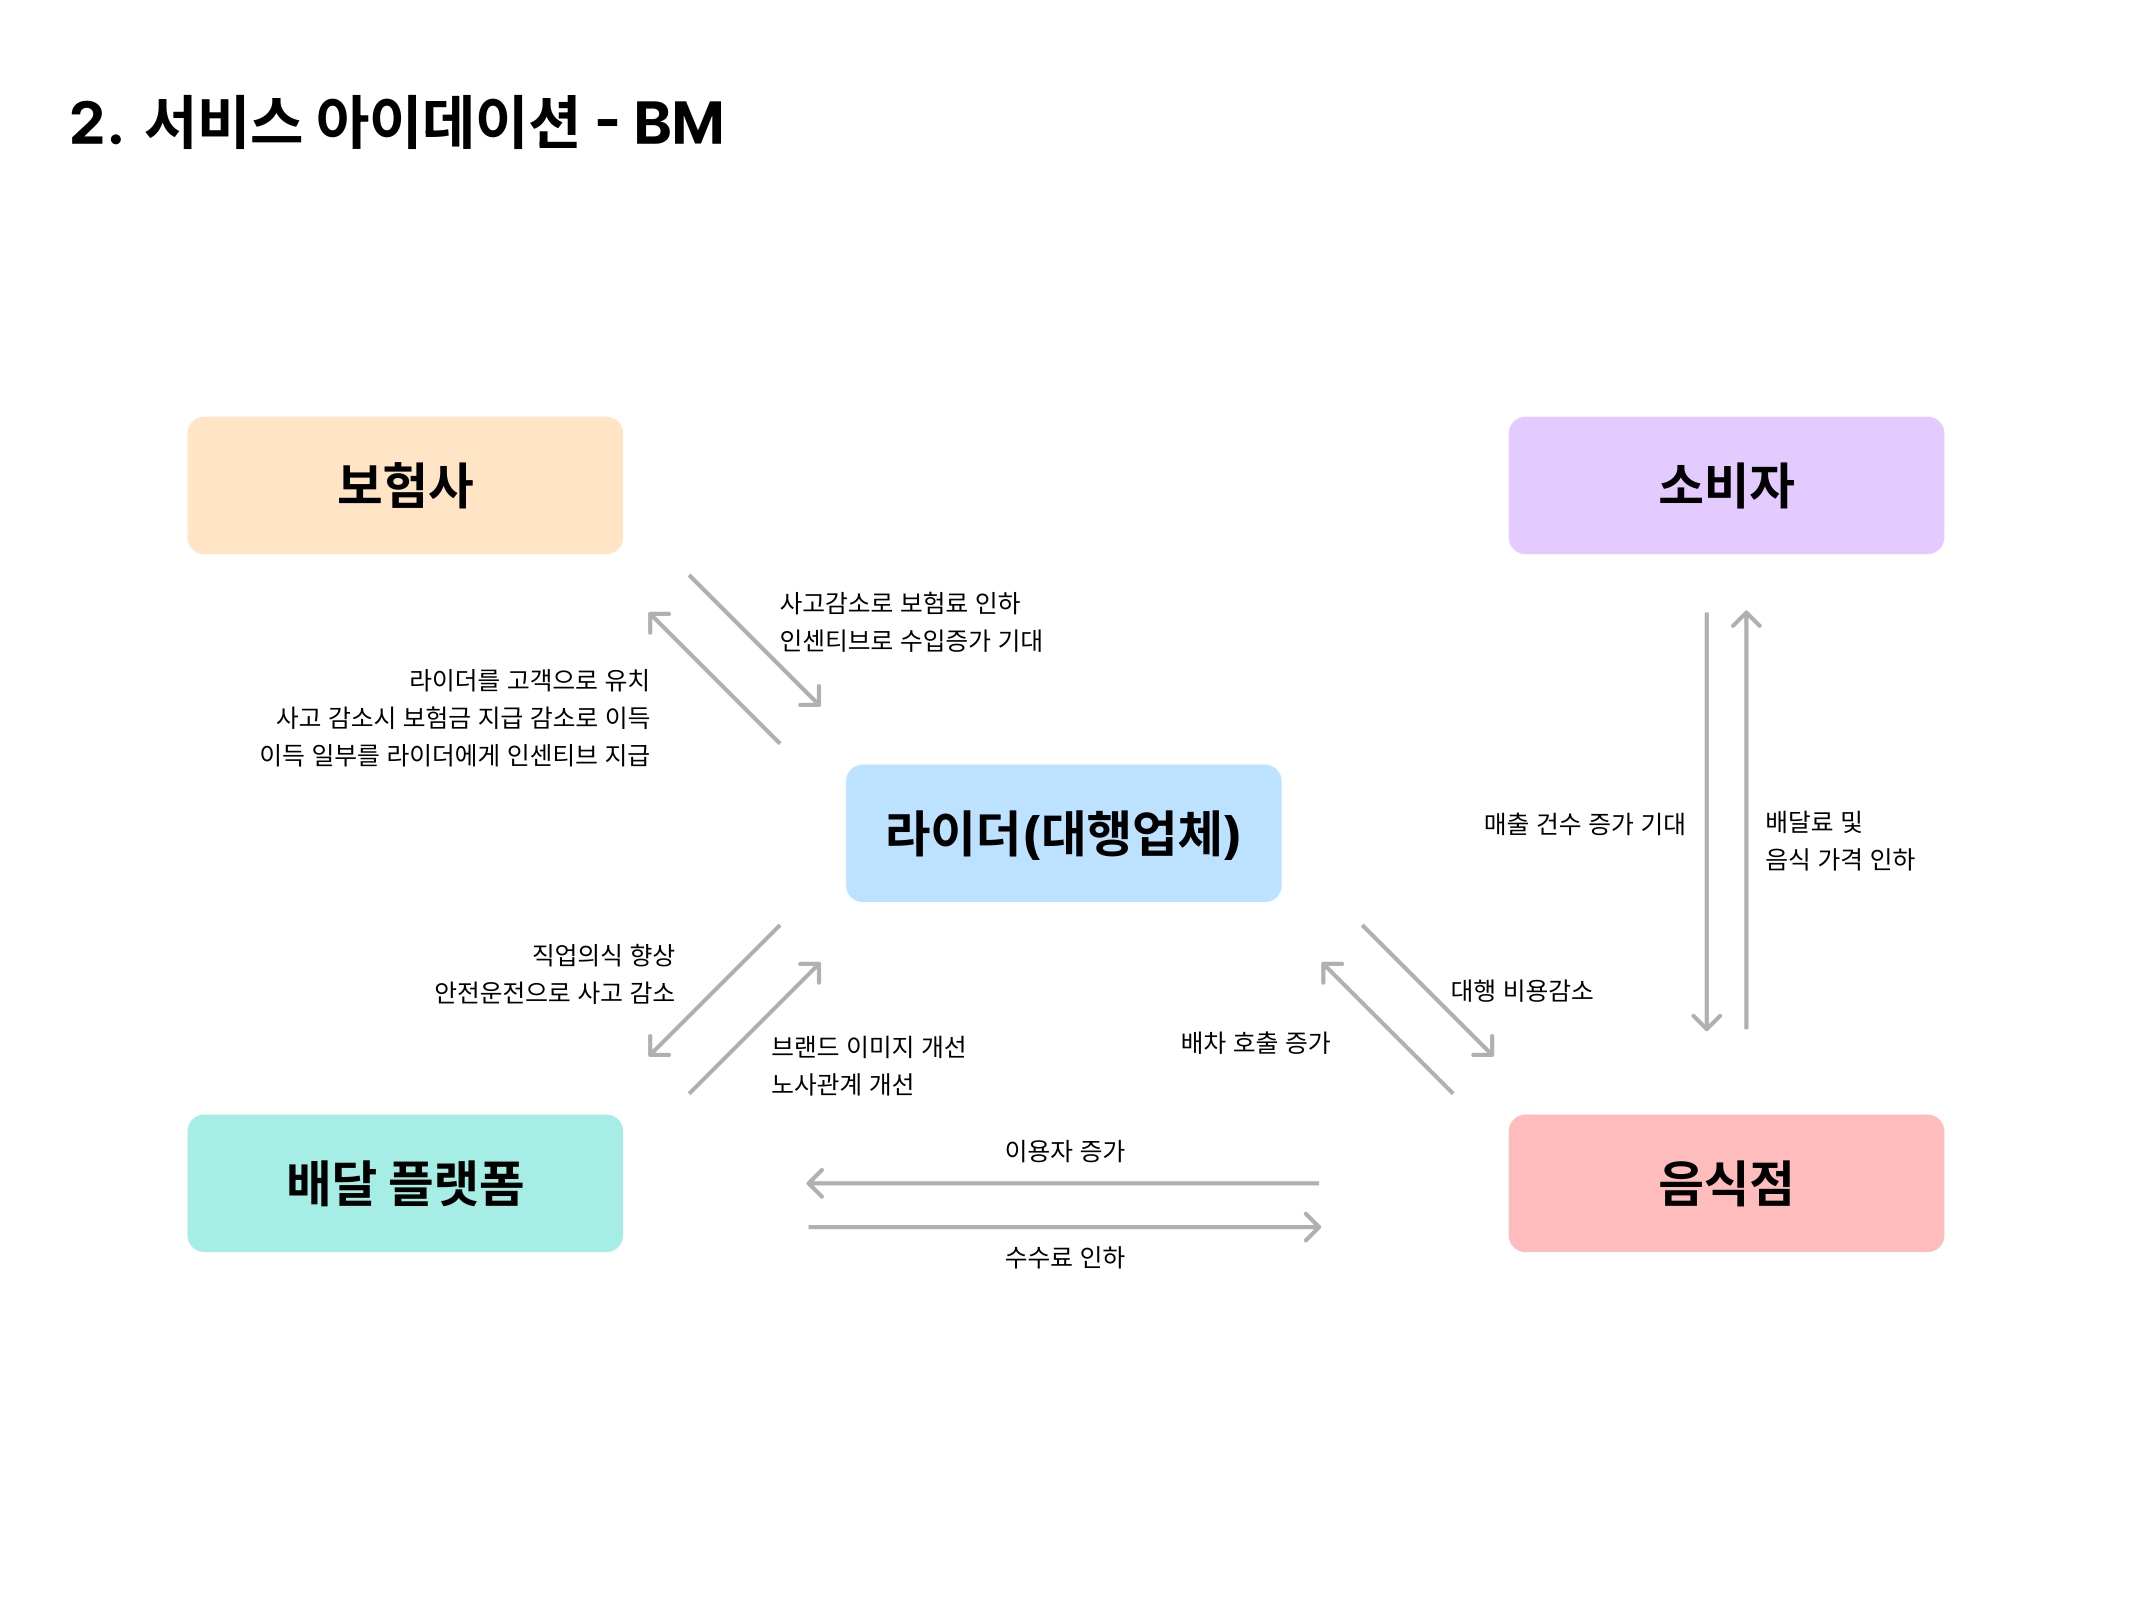 2. 서비스 아이데이션 - BM
보험사
소비자
사고감소로 보험료 인하
인센티브로 수입증가 기대
라이더를 고객으로 유치
사고 감소시 보험금 지급 감소로 이득
이득 일부를 라이더에게 인센티브 지급
라이더(대행업체)
매출 건수 증가 기대
배달료 및
음식 가격 인하
직업의식 향상
안전운전으로 사고 감소
대행 비용감소
브랜드 이미지 개선
노사관계 개선
배차 호출 증가
이용자 증가
배달 플랫폼
음식점
수수료 인하